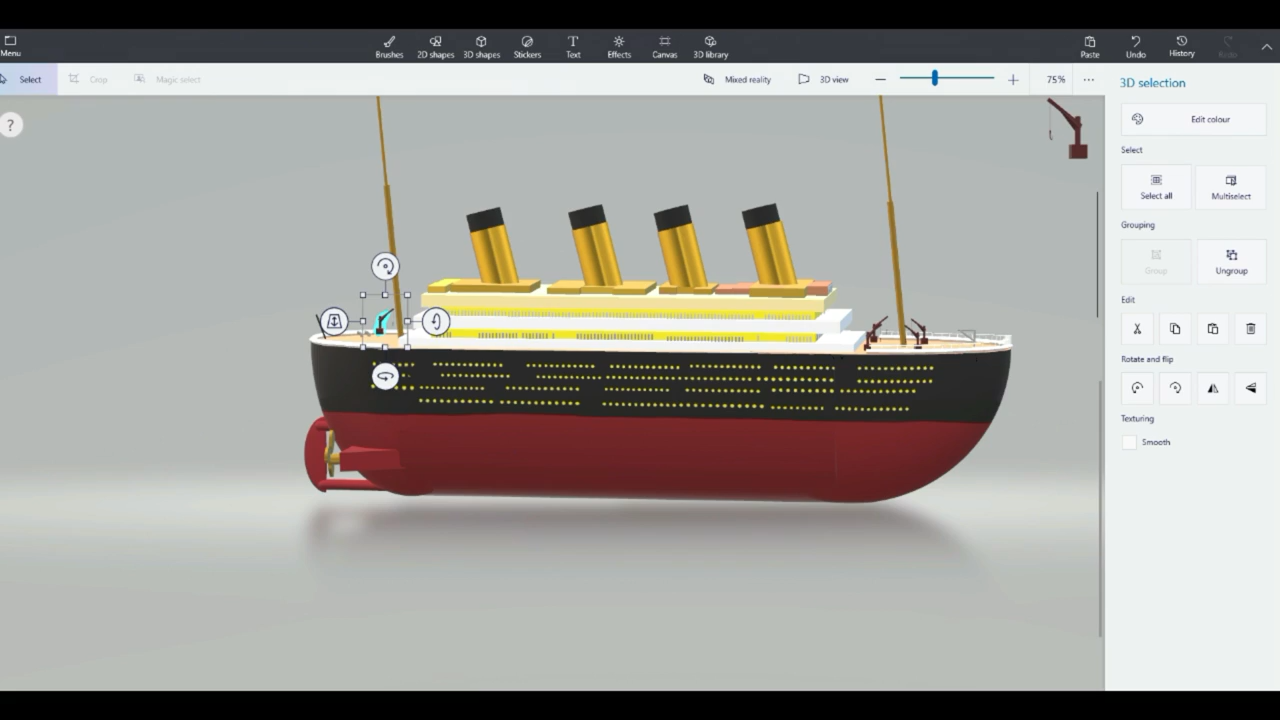 Menu
Brushes
2D shapes
3D shapes
Stickers
Text
Effects
Canvas
3D library
Paste
Undo
History
Redo
Select
Crop
Magic select
Mixed reality
3D view
75%
3D selection
?
Edit colour
Select
Select all
Multiselect
Grouping
Group
Ungroup
Edit
Rotate and flip
Texturing
Smooth